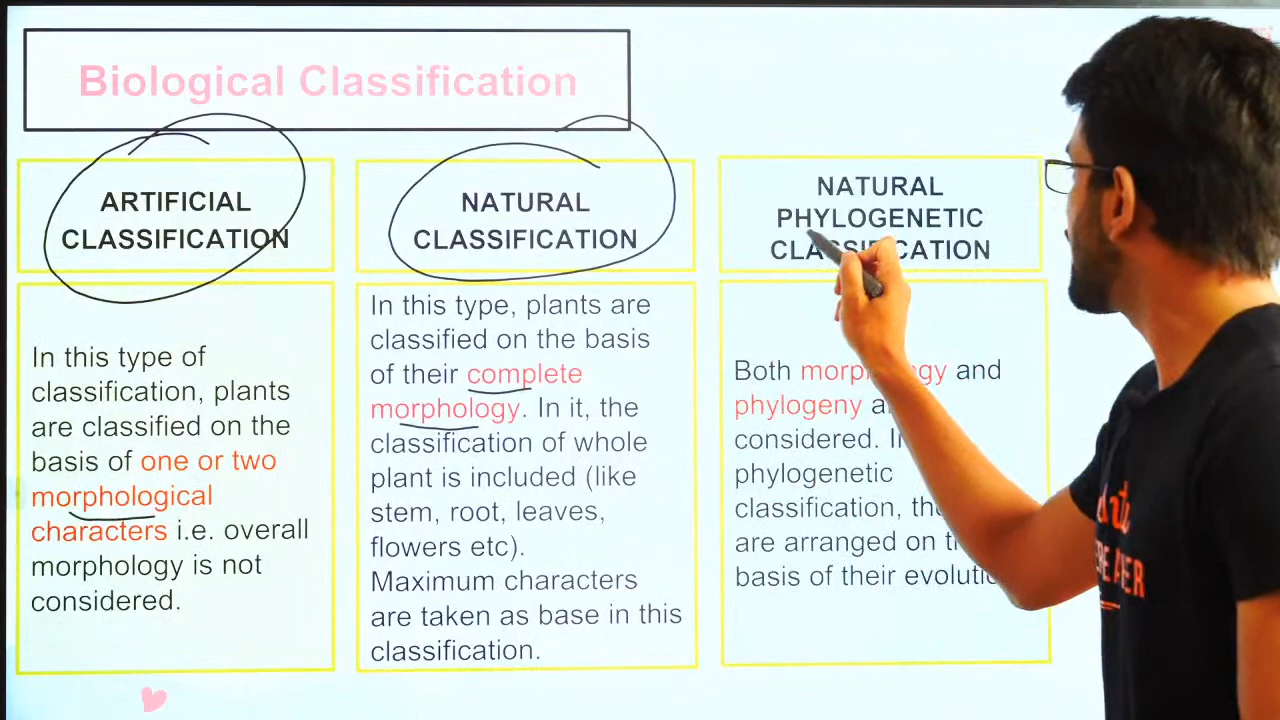 Biological Classification
ARTIFICIAL
CLASSIFICATION
NATURAL
CLASSIFICATION
NATURAL
PHYLOGENETIC
CLASSIFICATION
In this type of
classification, plants
are classified on the
basis of one or two
morphological
characters i.e. overall
morphology is not
considered.
In this type, plants are
classified on the basis
of their complete
morphology. In it, the
classification of whole
plant is included (like
stem, root, leaves,
flowers etc).
Maximum characters
are taken as base in this
classification.
Both morphology and
phylogeny
considered.
phylogenetic
classification,
are arranged on
basis of their